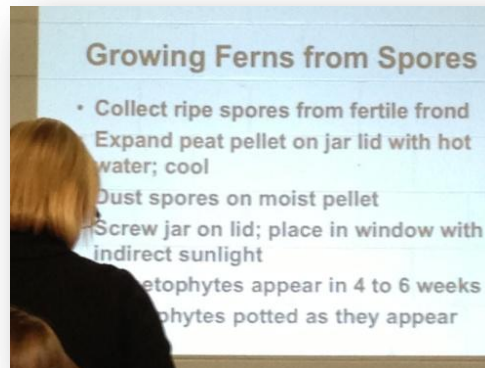 Growing Ferns from Spores
• Collect ripe spores from fertile frond
Expand peat pellet on jar lid with hot
water; cool
Dust spores on moist pellet
Screw jar on lid; place in window with
indirect sunlight
appear in 4 to 6 weeks
potted as they appear